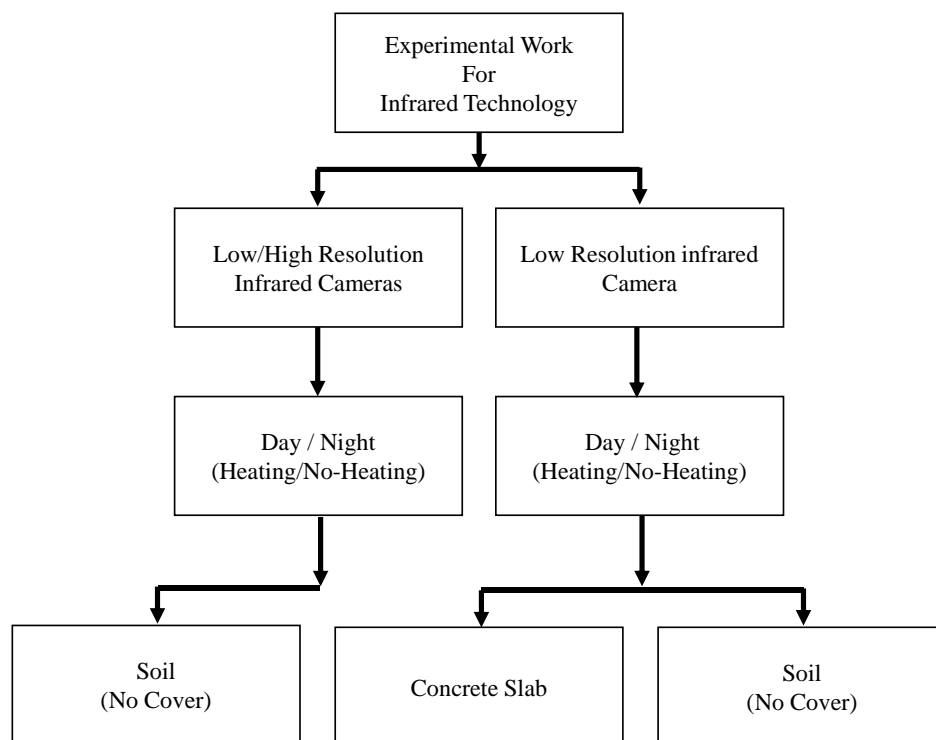 Experimental Work
For
Infrared Technology
Low/High Resolution
Infrared Cameras
Low Resolution infrared
Camera
Day / Night
(Heating/No-Heating)
Day / Night
(Heating/No-Heating)
Soil
(No Cover)
Concrete Slab
Soil
(No Cover)